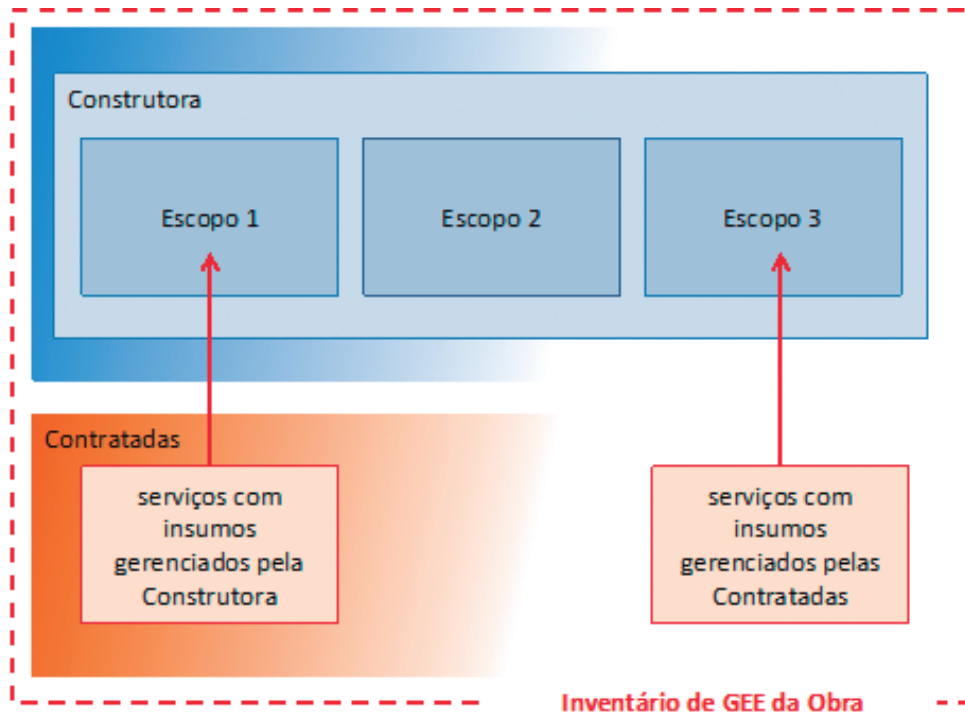 Construtora
Escopo 1
Escopo 2
Escopo 3
Contratadas
serviços com
insumos
gerenciados pela
Construtora
serviços com
insumos
gerenciados pelas
Contratadas
Inventário de GEE da Obra